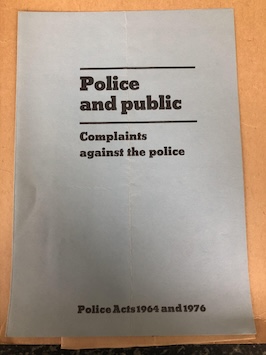 Police
and public
Complaints
against the police
Police Acts 1964 and 1976